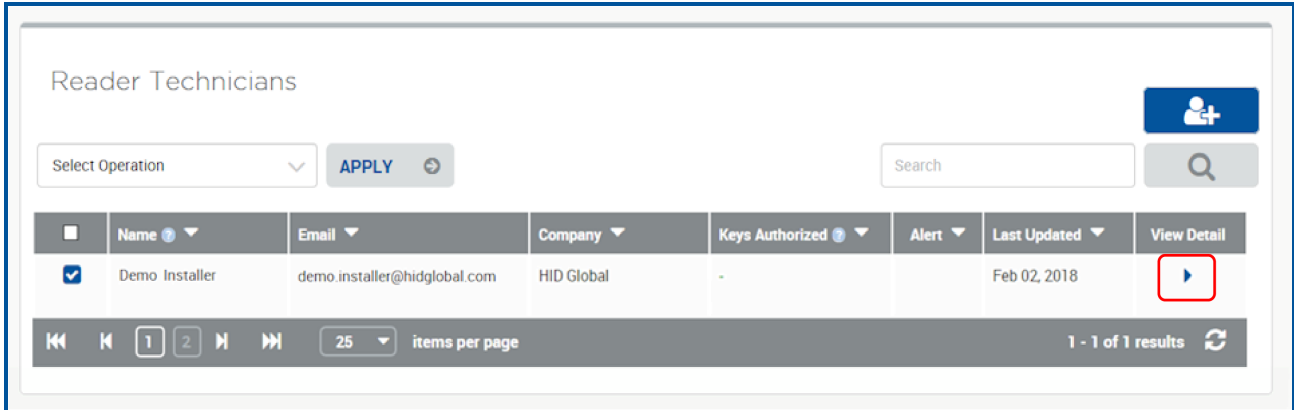 Reader Technicians
Select Operation APPLY Search
Name ? Email Company Keys Authorized ? Alert Last Updated View Detail
Demo Installer demo.installer@hidglobal.com HID Global - Feb 02, 2018
1 2 25 items per page 1 - 1 of 1 results